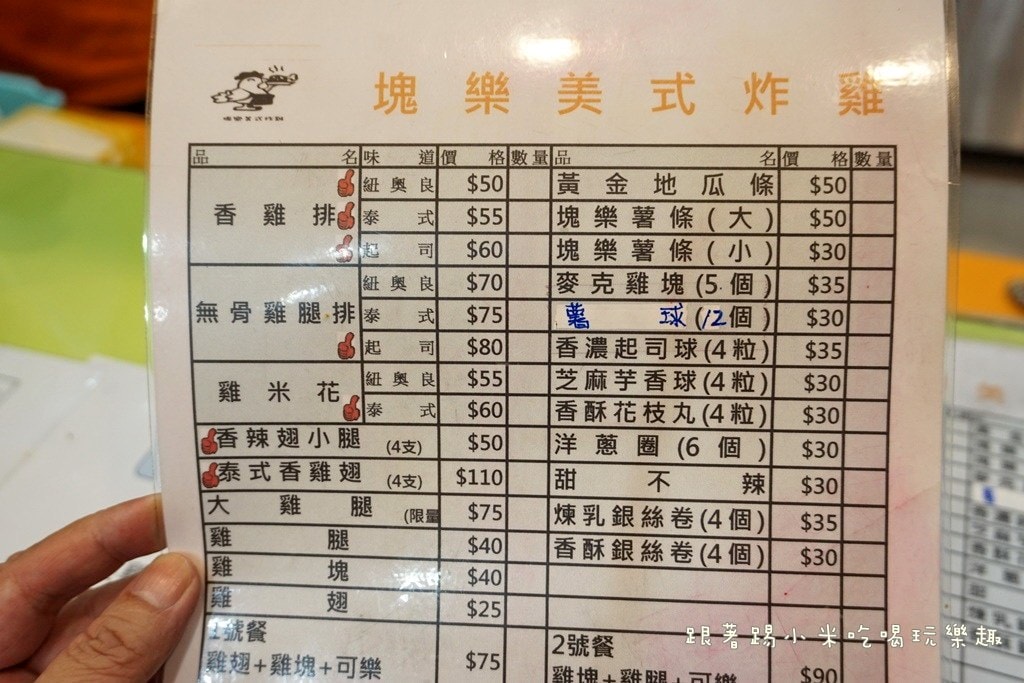 塊樂美式炸雞
品名 味道 價格 數量 品名 價格 數量
香雞排 紐奧良 $50 黃金地瓜條 $50
泰式 $55 塊樂薯條(大) $50
起司 $60 塊樂薯條(小) $30
無骨雞腿排 紐奧良 $70 麥克雞塊(5個) $35
泰式 $75 薯球(12個) $30
起司 $80 香濃起司球(4粒) $35
雞米花 紐奧良 $55 芝麻芋香球(4粒) $30
泰式 $60 香酥花枝丸(4粒) $30
香辣翅小腿(4支) $50 洋蔥圈(6個) $30
泰式香雞翅(4支) $110 甜不辣 $30
大雞腿(限量 $75 煉乳銀絲卷(4個) $35
雞腿 $40 香酥銀絲卷(4個) $30
雞塊 $40
雞翅 $25
1號餐 2號餐
雞翅+雞塊+可樂 $75 雞塊+雞腿+可樂 $90
跟著踢小米吃喝玩樂趣